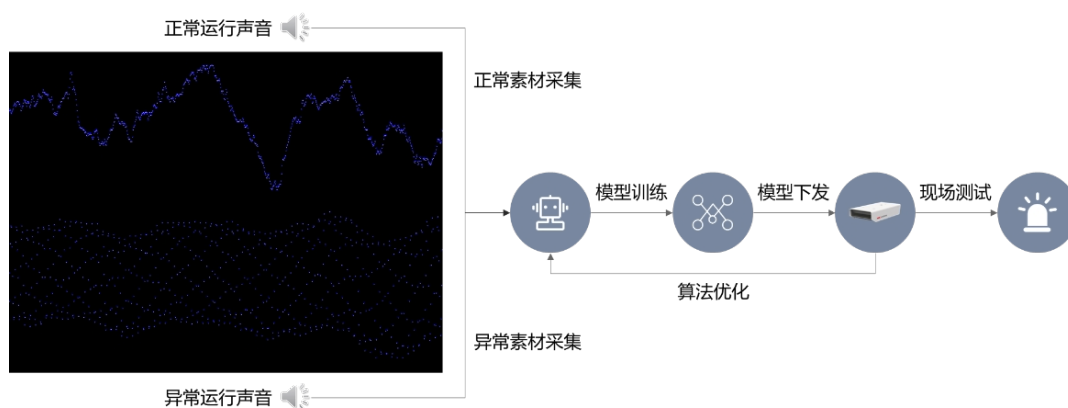 正常运行声音
正常素材采集
模型训练
模型下发
现场测试
算法优化
异常素材采集
异常运行声音